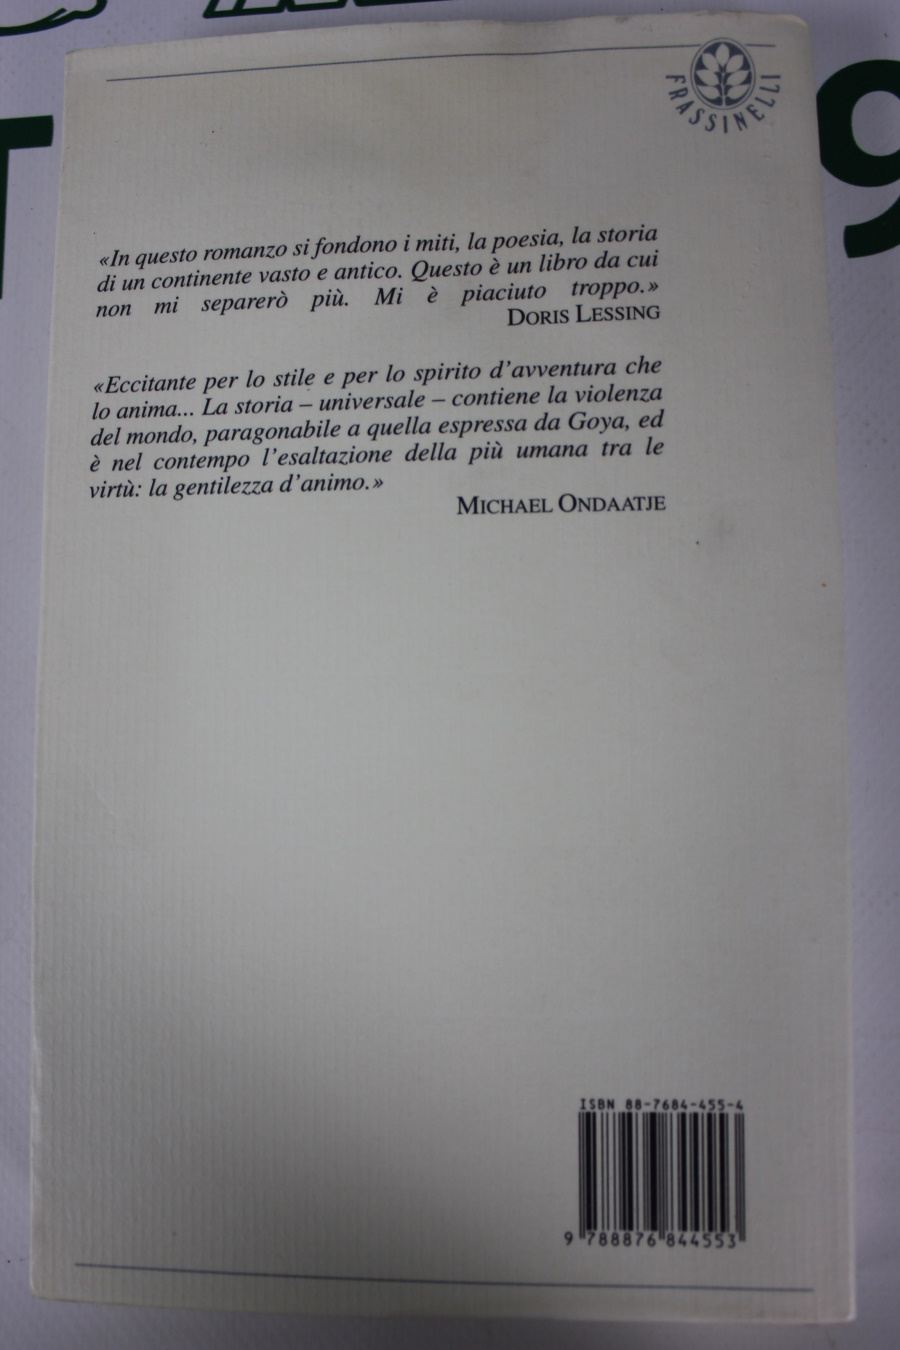 FRASSINELLI
«In questo romanzo si fondono i miti, la poesia, la storia
di un continente vasto e antico. Questo è un libro da cui
non mi separerò più. Mi è piaciuto troppo.»
DORIS LESSING
«Eccitante per lo stile e per lo spirito d'avventura che
lo anima... La storia – universale – contiene la violenza
del mondo, paragonabile a quella espressa da Goya, ed
è nel contempo l'esaltazione della più umana tra le
virtù: la gentilezza d'animo.»
MICHAEL ONDAATJE
ISBN 88-7684-455-4
9 788876 844553
T
9